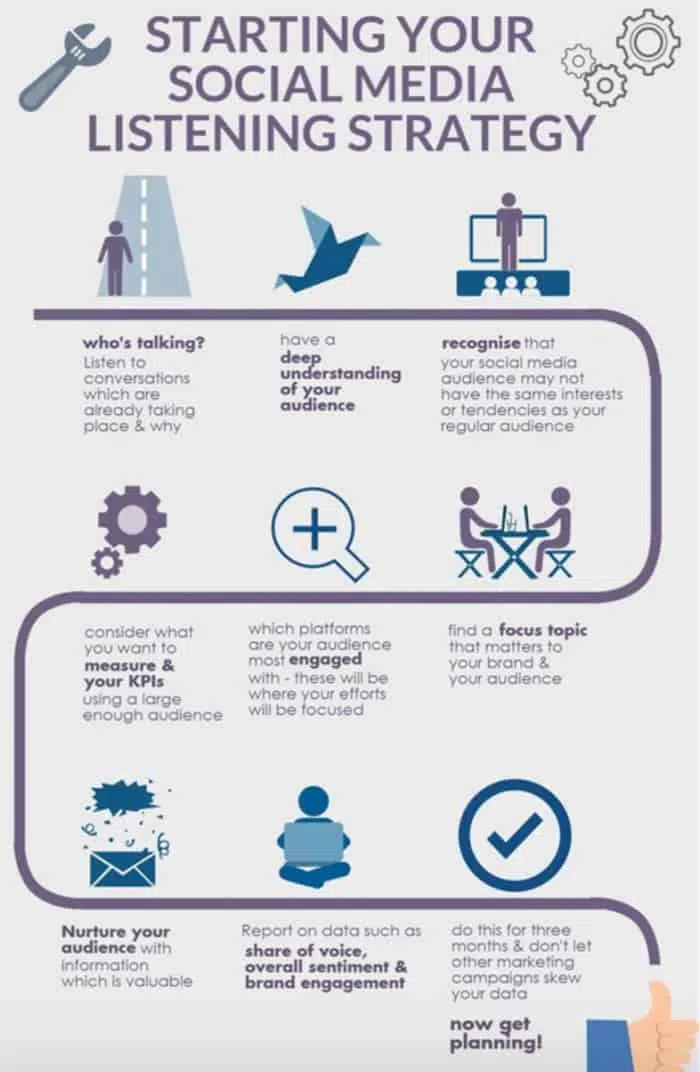 STARTING YOUR
SOCIAL MEDIA
LISTENING STRATEGY
who's talking?
Listen to
conversations
which are
already taking
place & why
have a
deep
understanding
of your
audience
recognise that
your social media
audience may not
have the same interests
or tendencies as your
regular audience
find a focus topic
that matters to
your brand &
your audience
which platforms
are your audience
most engaged
with - these will be
where your efforts
will be focused
consider what
you want to
measure &
your KPIs
using a large
enough audience
Nurture your
audience with
information
which is valuable
Report on data such as
share of voice,
overall sentiment &
brand engagement
do this for three
months & don't let
other marketing
campaigns skew
your data
now get
planning!